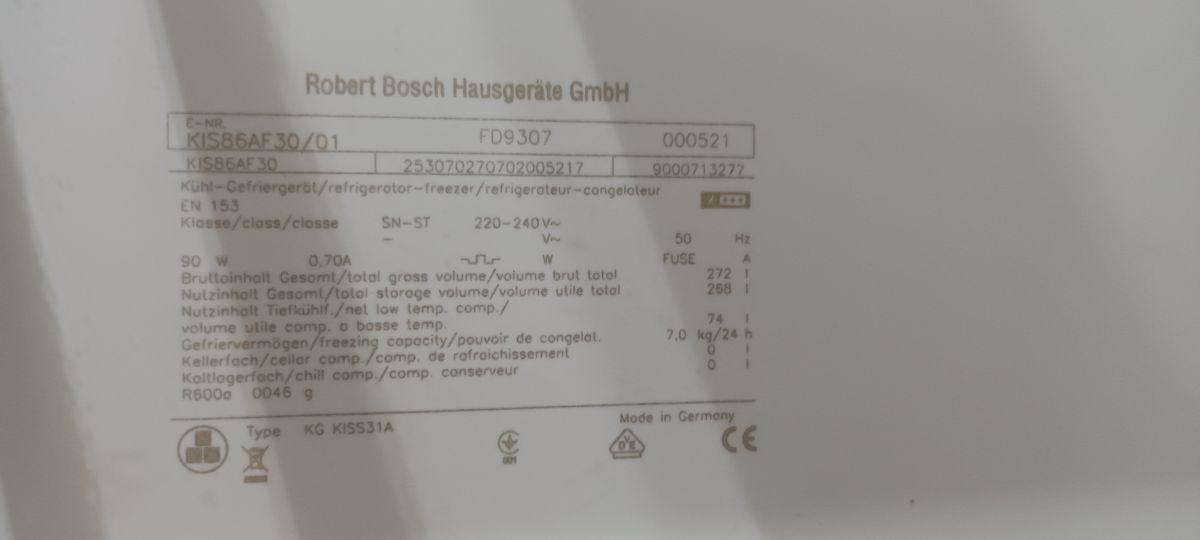 Robert Bosch Hausgeräte GmbH
E-NR.
KIS86AF30/01 FD9307 000521
KIS86AF30 253070270702005217 9000713277
Kühl-Gefriergerät/refrigerator-freezer/refrigerateur-congelateur
EN 153
Klasse/class/classe SN-ST 220-240V~
- V~ 50 Hz
90 W 0,70A W FUSE A
Bruttoinhalt Gesamt/total gross volume/volume brut total 272 l
Nutzinhalt Gesamt/total storage volume/volume utile total 268 l
Nutzinhalt Tiefkühlf./net low temp. comp./
volume utile comp. a basse temp. 74 l
Gefriervermögen/freezing capacity/pouvoir de congelat. 7,0 kg/24 h
Kellerfach/cellar comp./comp. de rafraichissement 0 l
Kaltlagerfach/chill comp./comp. conserveur 0 l
R600a 0046 g
Made in Germany
Type KG KISS31A
001
VDE
CE